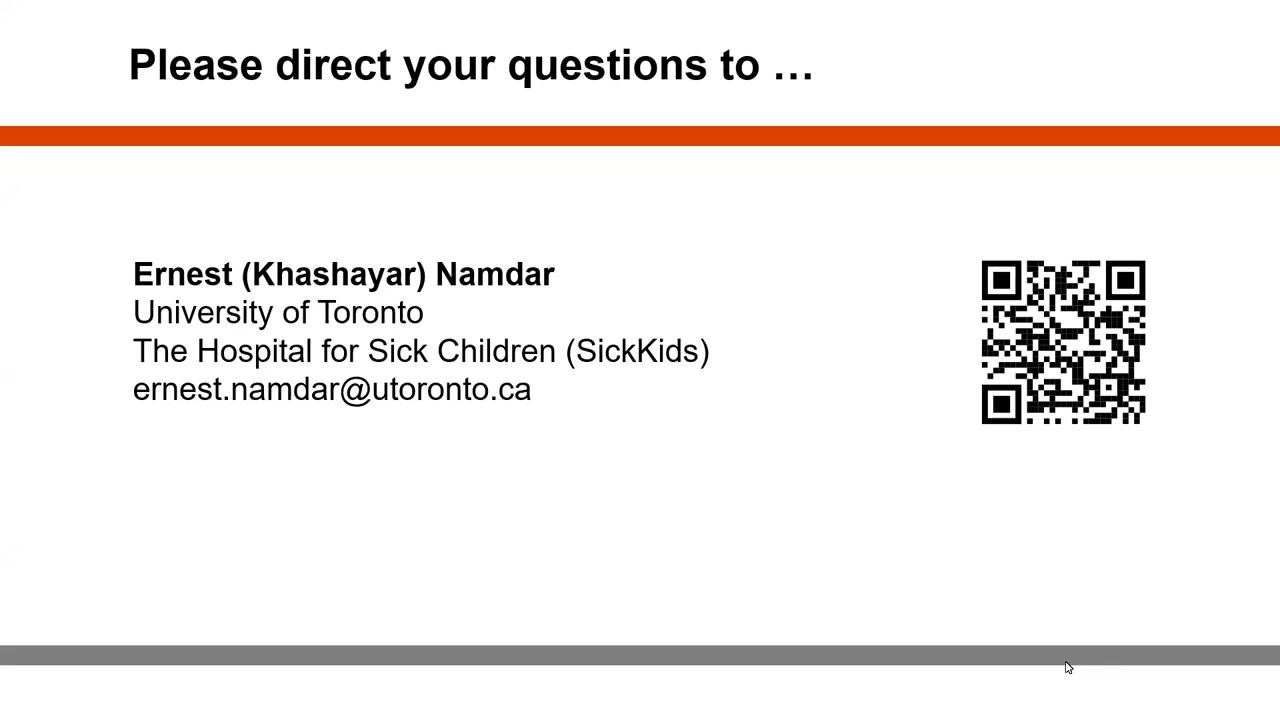 Please direct your questions to …
Ernest (Khashayar) Namdar
University of Toronto
The Hospital for Sick Children (SickKids)
ernest.namdar@utoronto.ca